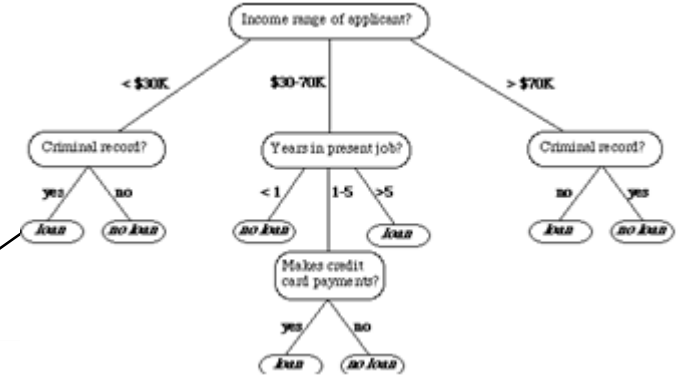 Income range of applicant?
< $30K
$30-70K
> $70K
Criminal record?
Years in present job?
Criminal record?
yes
no
< 1
1-5
>5
no
yes
loan
no loan
no loan
loan
loan
no loan
Makes credit
card payments?
yes
no
loan
no loan